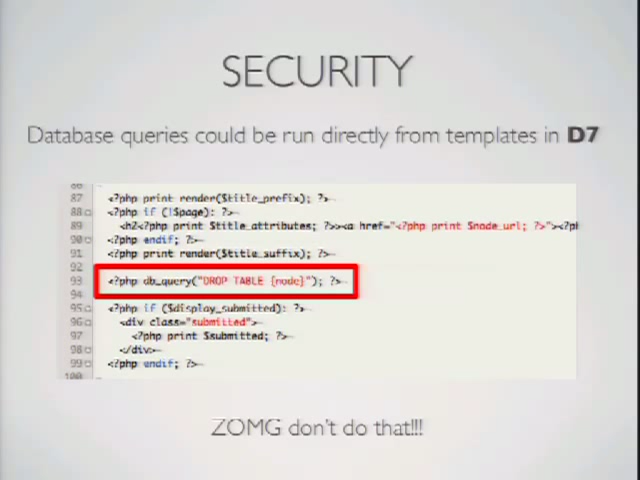 SECURITY
Database queries could be run directly from templates in D7
86
87 <?php print render($title_prefix); ?>¬
88 <?php if (!$page): ?>¬
89 <h2<?php print $title_attributes; ?>><a href="<?php print $node_url; ?>"><?ph
90 <?php endif; ?>¬
91 <?php print render($title_suffix); ?>¬
92
93 <?php db_query("DROP TABLE {node}"); ?>¬
94
95 <?php if ($display_submitted): ?>¬
96 <div class="submitted">¬
97 <?php print $submitted; ?>¬
98 </div>¬
99 <?php endif; ?>¬
100
ZOMG don't do that!!!